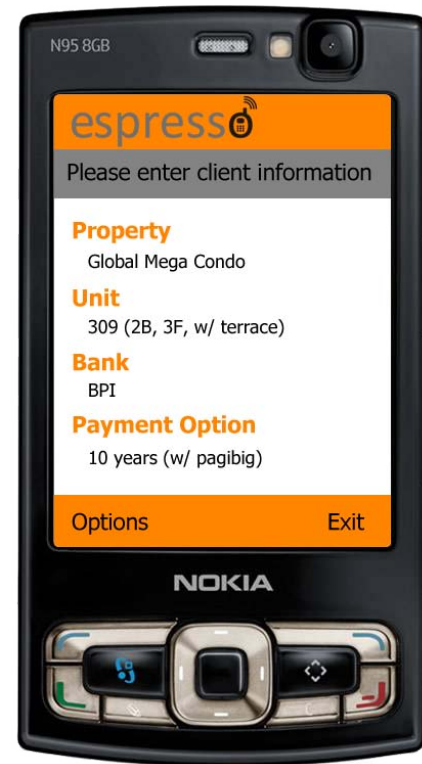 N95 8GB
espresso
Please enter client information
Property
Global Mega Condo
Unit
309 (2B, 3F, w/ terrace)
Bank
BPI
Payment Option
10 years (w/ pagibig)
Options
Exit
NOKIA